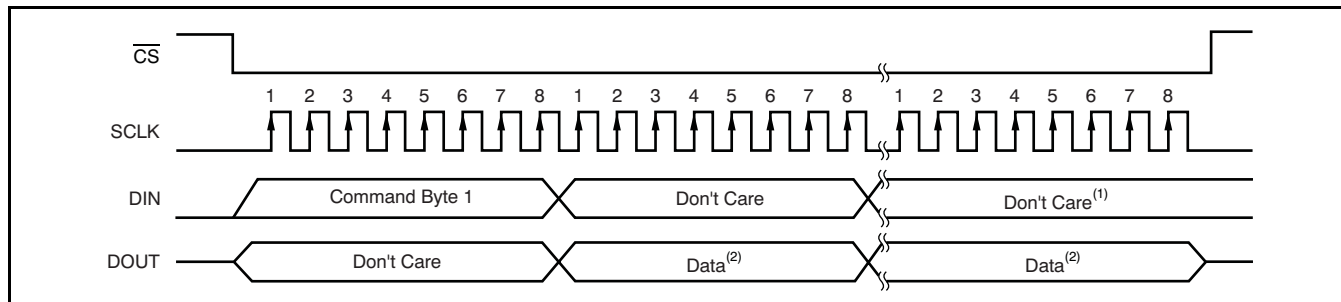 CS
1 2 3 4 5 6 7 8 1 2 3 4 5 6 7 8 1 2 3 4 5 6 7 8
SCLK
DIN Command Byte 1 Don't Care Don't Care(1)
DOUT Don't Care Data(2) Data(2)